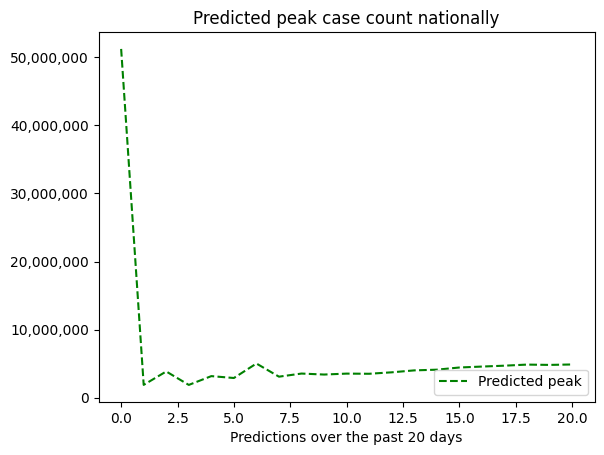 Predicted peak case count nationally
50,000,000
40,000,000
30,000,000
20,000,000
10,000,000
0
Predicted peak
0.0 2.5 5.0 7.5 10.0 12.5 15.0 17.5 20.0
Predictions over the past 20 days